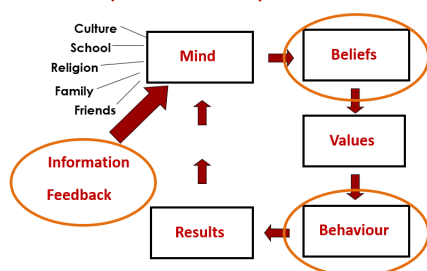 Culture
School
Religion
Family
Friends
Mind
Beliefs
Values
Information
Feedback
Results
Behaviour